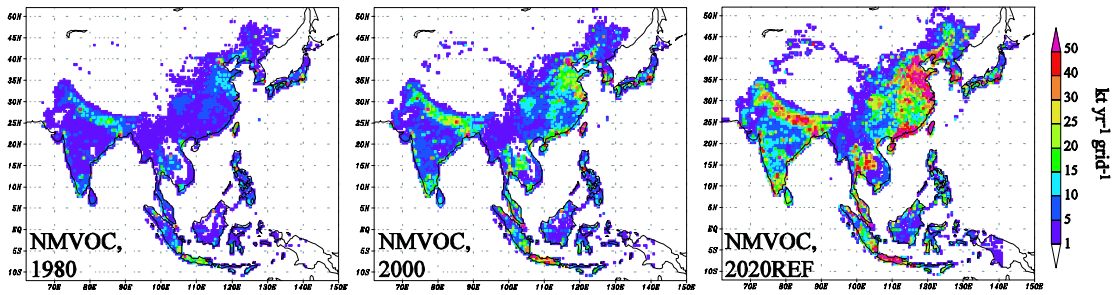 50N
45N
40N
35N
30N
25N
20N
15N
10N
5N
EQ
5S
10S
70E 80E 90E 100E 110E 120E 130E 140E 150E
NMVOC,
1980
50N
45N
40N
35N
30N
25N
20N
15N
10N
5N
EQ
5S
10S
70E 80E 90E 100E 110E 120E 130E 140E 150E
NMVOC,
2000
50N
45N
40N
35N
30N
25N
20N
15N
10N
5N
EQ
5S
10S
70E 80E 90E 100E 110E 120E 130E 140E 150E
NMVOC,
2020REF
50
40
30
25
20
15
10
5
1
kt yr-1 grid-1